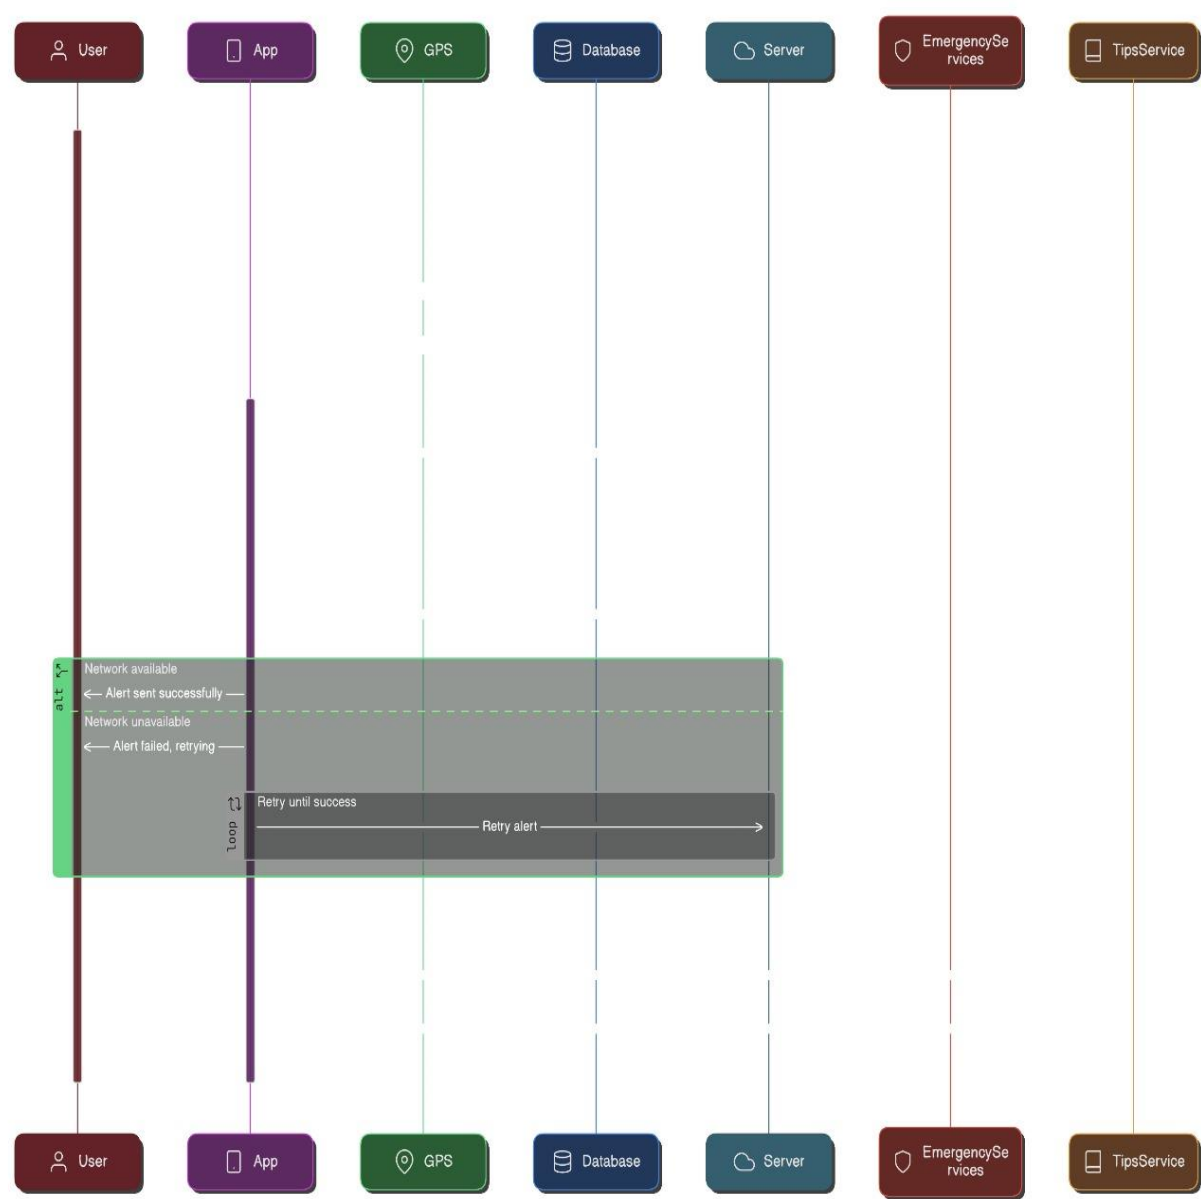 User
App
GPS
Database
Server
EmergencySe
rvices
TipsService
alt
Network available
Alert sent successfully
Network unavailable
Alert failed, retrying
loop
Retry until success
Retry alert
User
App
GPS
Database
Server
EmergencySe
rvices
TipsService